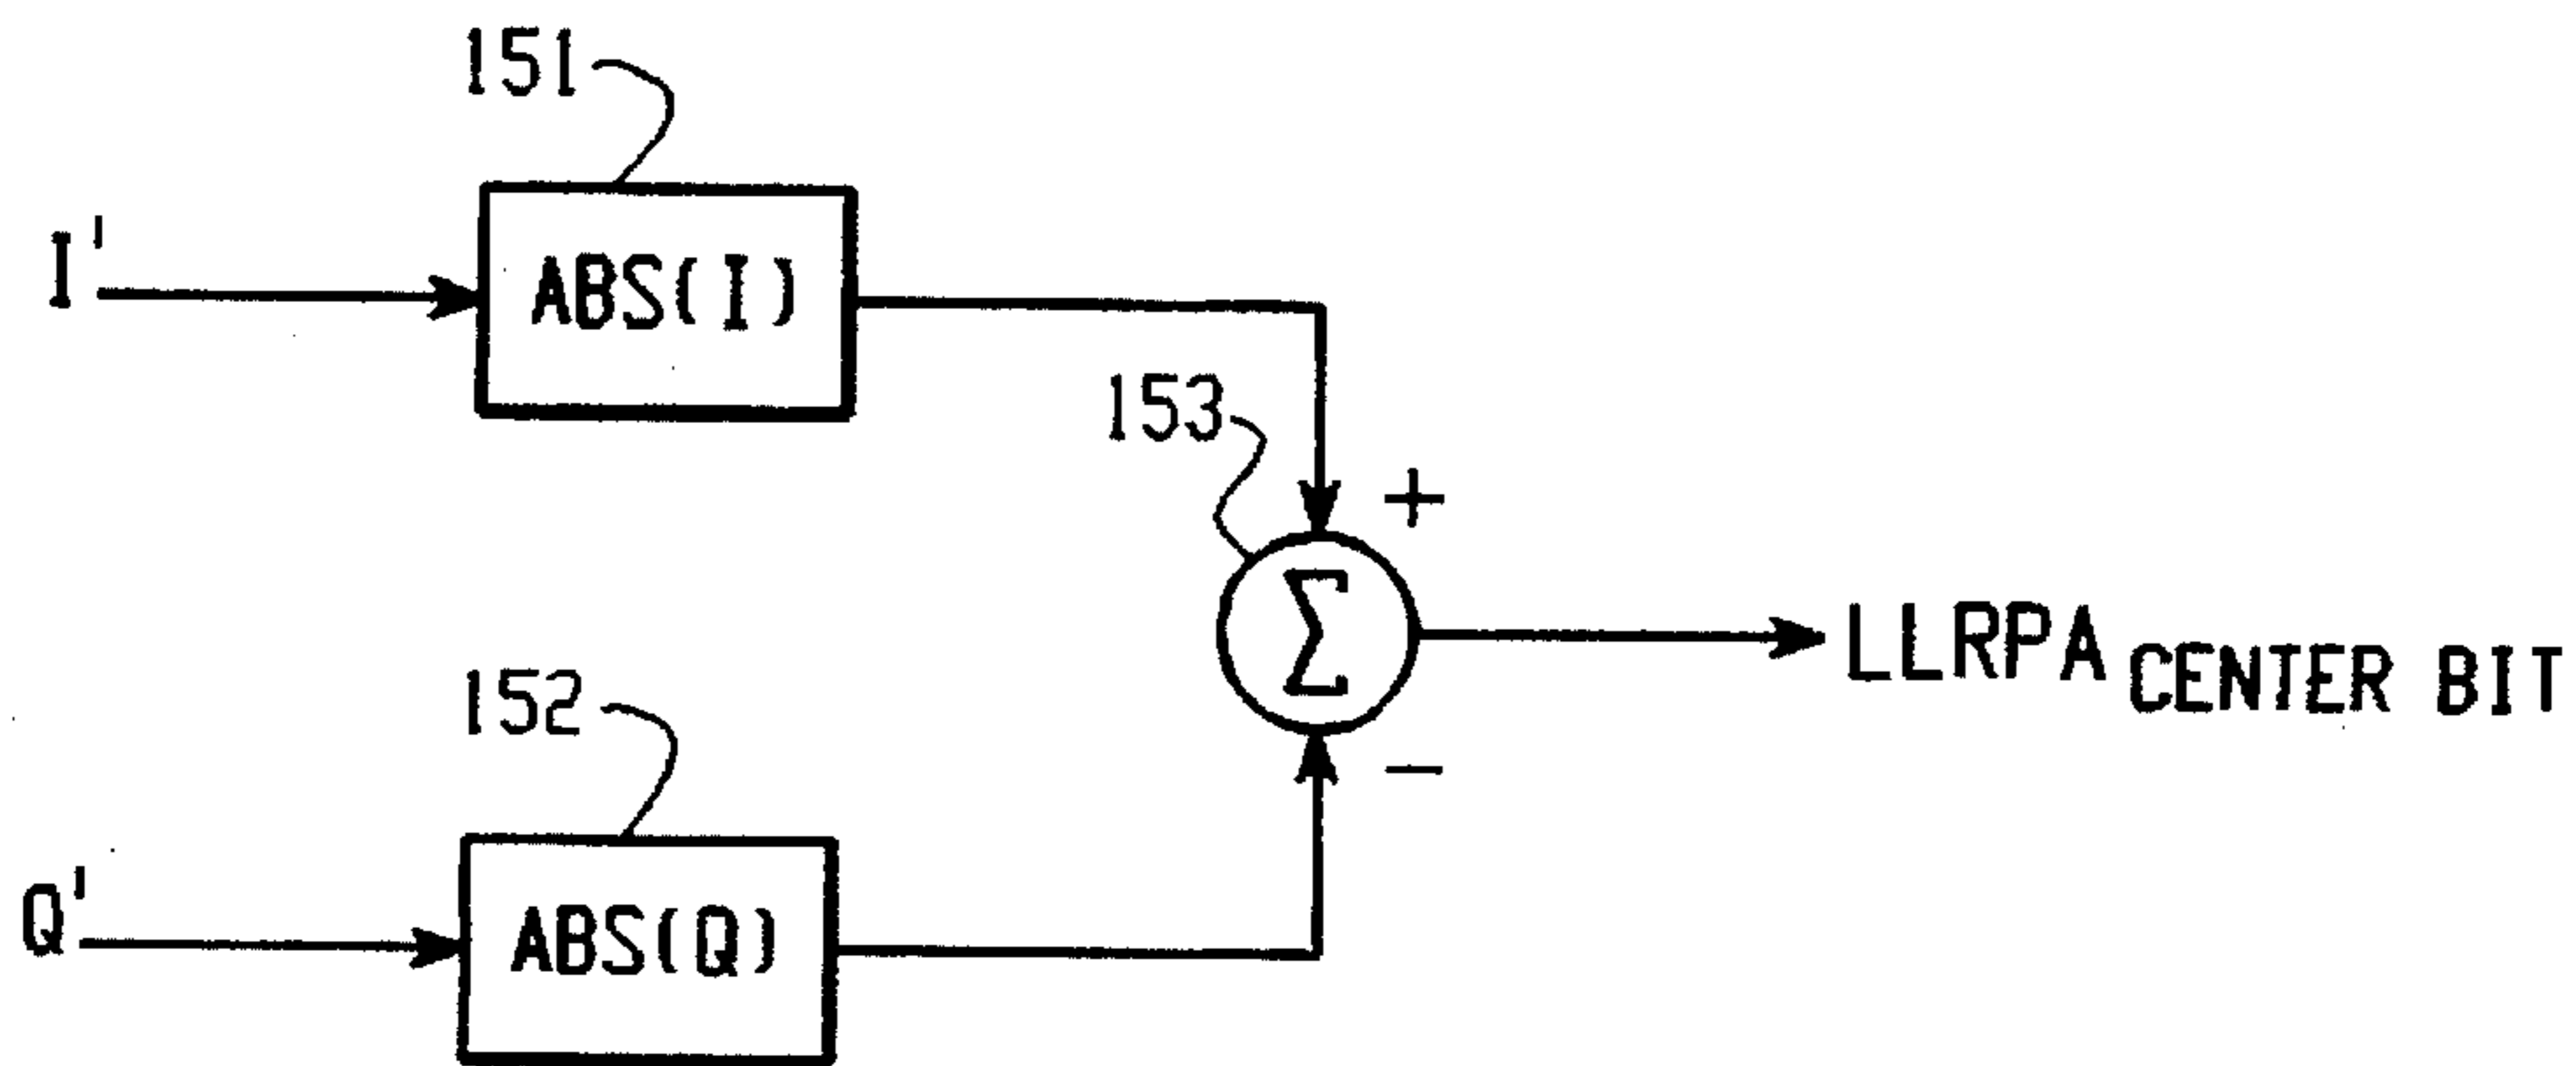 151
I'
ABS(I)
153
+
Σ
LLRPA CENTER BIT
−
152
Q'
ABS(Q)